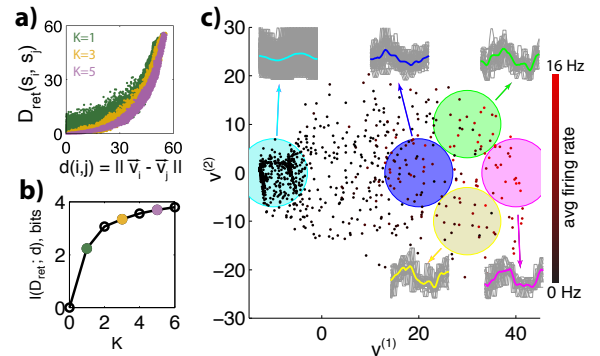 a)
D_ret(s_i, s_j)
60
30
0
K=1
K=3
K=5
0 30 60
d(i,j) = || v⃗_i - v⃗_j ||
b)
I(D_ret; d), bits
4
2
0
0 2 4 6
K
c)
v^(2)
30
20
10
0
-10
-20
-30
0 20 40
v^(1)
16 Hz
avg firing rate
0 Hz